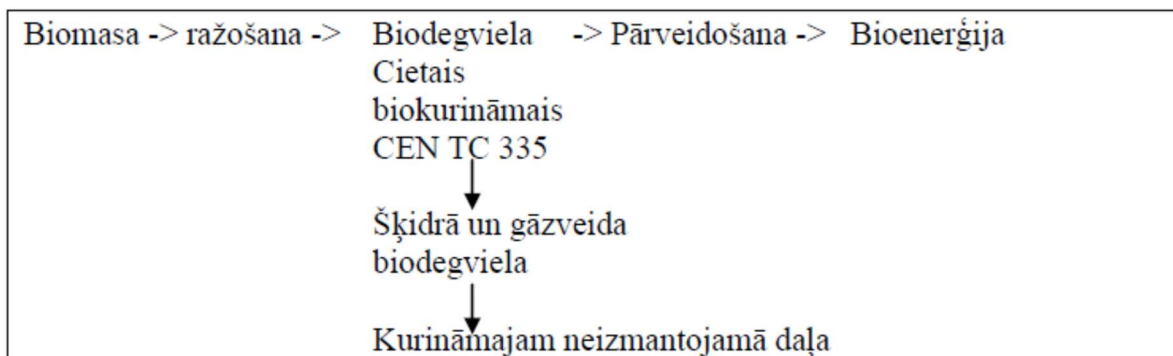 Biomasa -> ražošana -> Biodegviela -> Pārveidošana -> Bioenerģija
Cietais
biokurināmais
CEN TC 335
Šķidrā un gāzveida
biodegviela
Kurināmajam neizmantojamā daļa